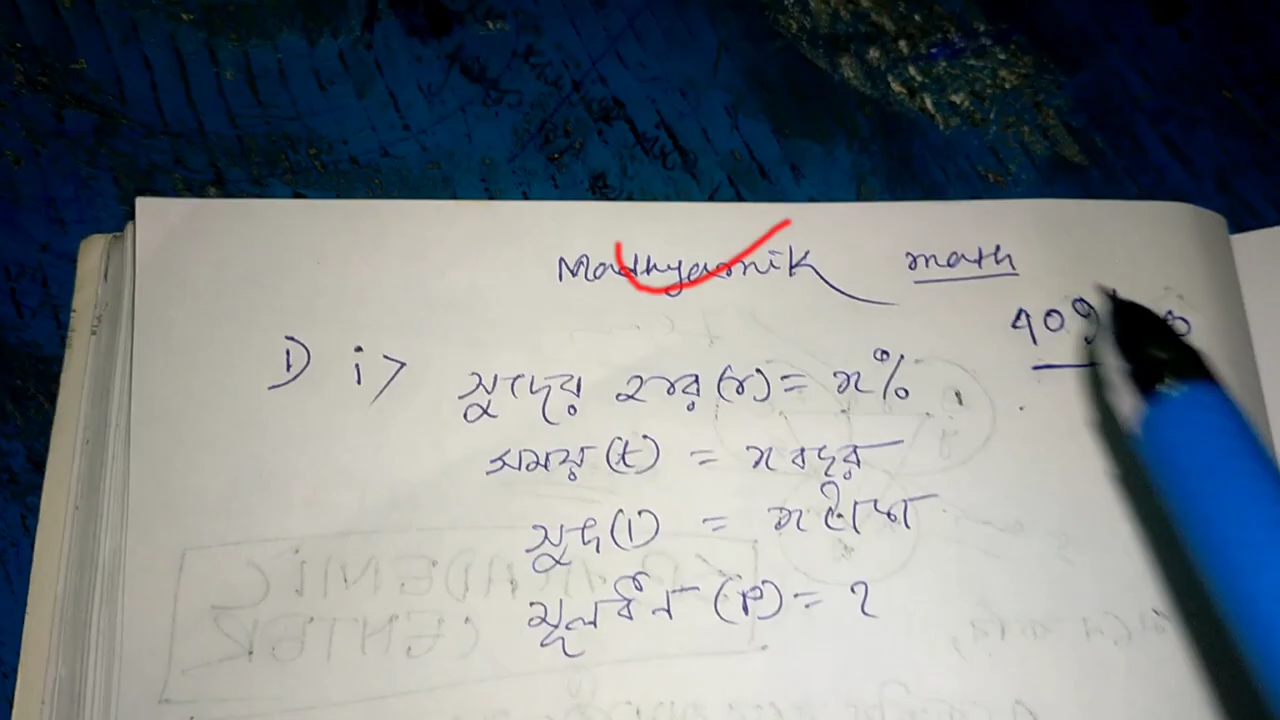 Madhyamik math
1) i> সুদের হার (r) = x%
সময় (t) = x বছর
সুদ (I) = x টাকা
মূলধন (P) = ?